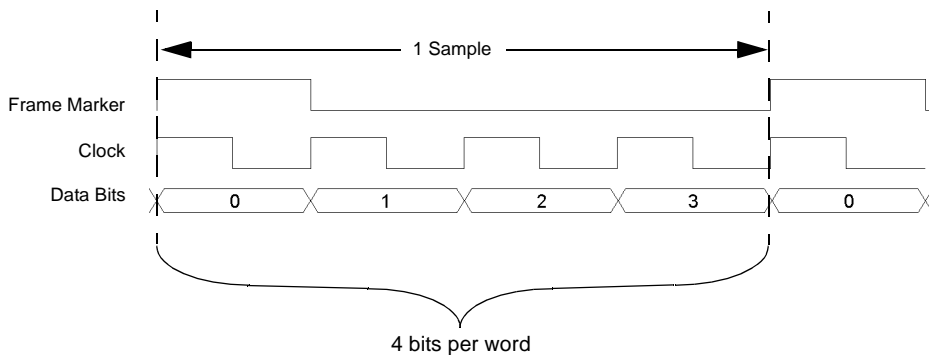 1 Sample
Frame Marker
Clock
Data Bits
0 1 2 3 0
4 bits per word